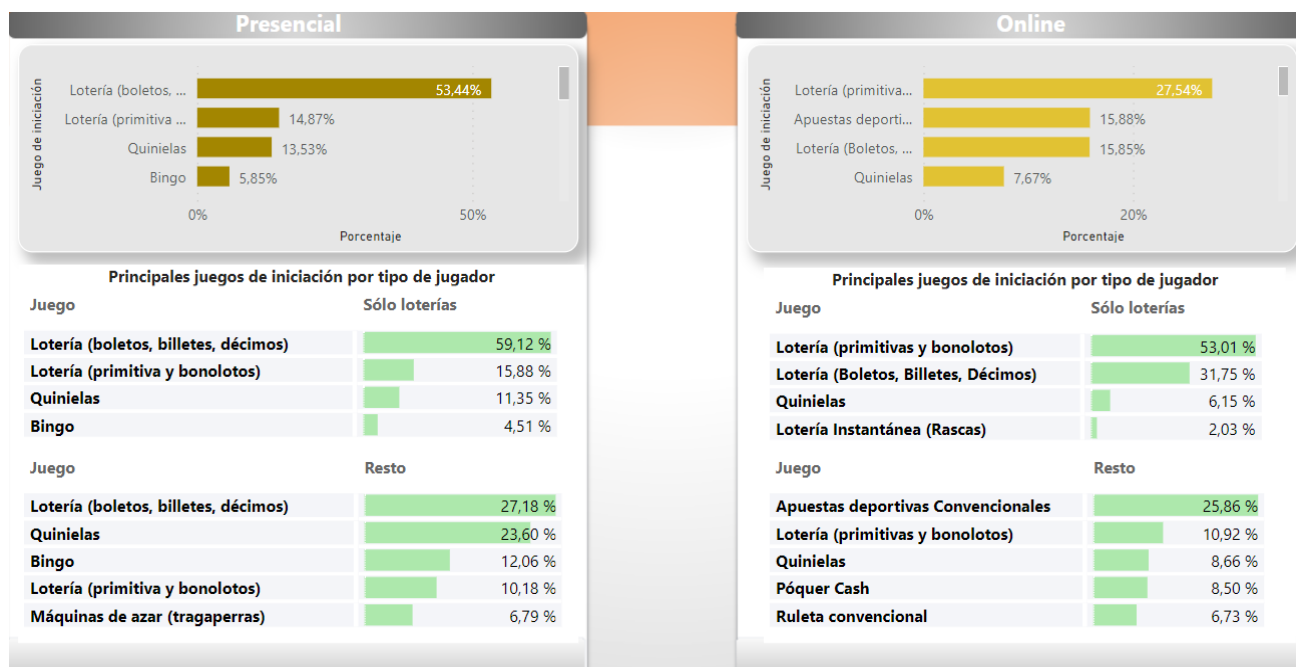 Presencial
Juego de iniciación
Lotería (boletos, ... 53,44%
Lotería (primitiva ... 14,87%
Quinielas 13,53%
Bingo 5,85%
0% 50%
Porcentaje
Principales juegos de iniciación por tipo de jugador
Juego Sólo loterías
Lotería (boletos, billetes, décimos) 59,12 %
Lotería (primitiva y bonolotos) 15,88 %
Quinielas 11,35 %
Bingo 4,51 %
Juego Resto
Lotería (boletos, billetes, décimos) 27,18 %
Quinielas 23,60 %
Bingo 12,06 %
Lotería (primitiva y bonolotos) 10,18 %
Máquinas de azar (tragaperras) 6,79 %
Online
Juego de iniciación
Lotería (primitiva... 27,54%
Apuestas deporti... 15,88%
Lotería (Boletos, ... 15,85%
Quinielas 7,67%
0% 20%
Porcentaje
Principales juegos de iniciación por tipo de jugador
Juego Sólo loterías
Lotería (primitivas y bonolotos) 53,01 %
Lotería (Boletos, Billetes, Décimos) 31,75 %
Quinielas 6,15 %
Lotería Instantánea (Rascas) 2,03 %
Juego Resto
Apuestas deportivas Convencionales 25,86 %
Lotería (primitivas y bonolotos) 10,92 %
Quinielas 8,66 %
Póquer Cash 8,50 %
Ruleta convencional 6,73 %